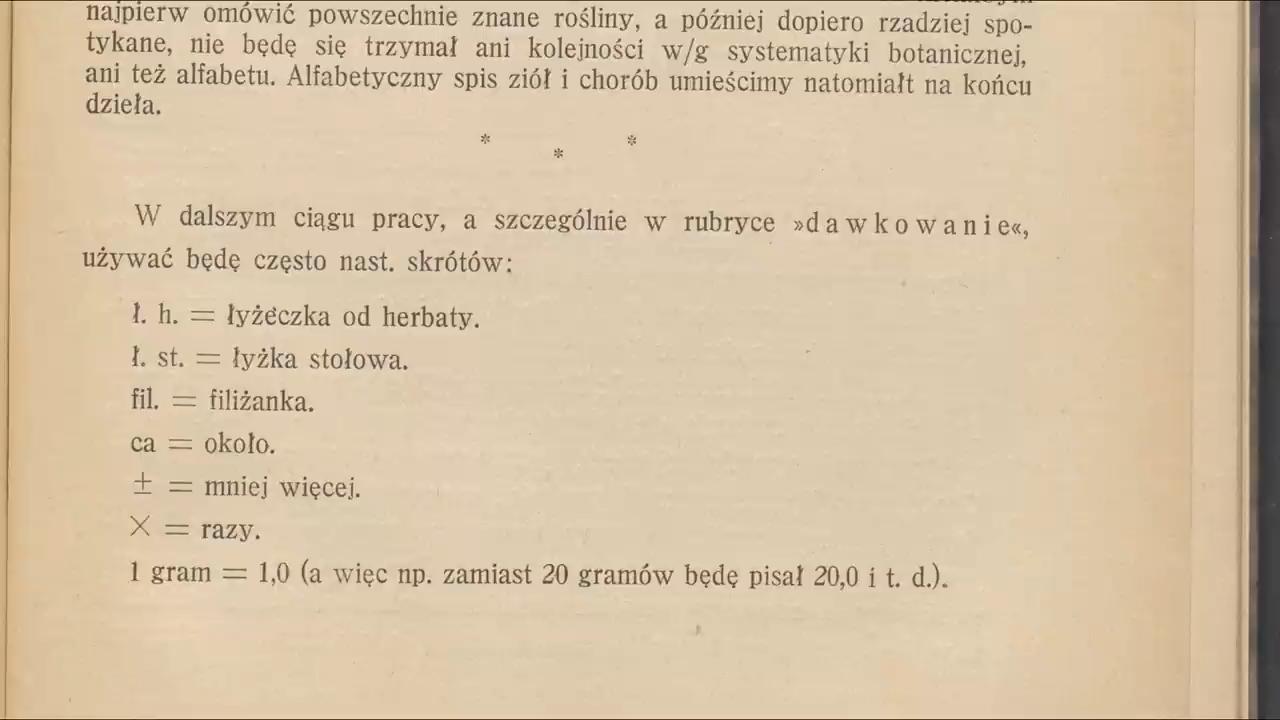 najpierw omówić powszechnie znane rośliny, a później dopiero rzadziej spo-
tykane, nie będę się trzymał ani kolejności w/g systematyki botanicznej,
ani też alfabetu. Alfabetyczny spis ziół i chorób umieścimy natomiałt na końcu
dzieła.
* * *
W dalszym ciągu pracy, a szczególnie w rubryce »dawkowanie«,
używać będę często nast. skrótów:
ł. h. = łyżeczka od herbaty.
ł. st. = łyżka stołowa.
fil. = filiżanka.
ca = około.
± = mniej więcej.
× = razy.
1 gram = 1,0 (a więc np. zamiast 20 gramów będę pisał 20,0 i t. d.).